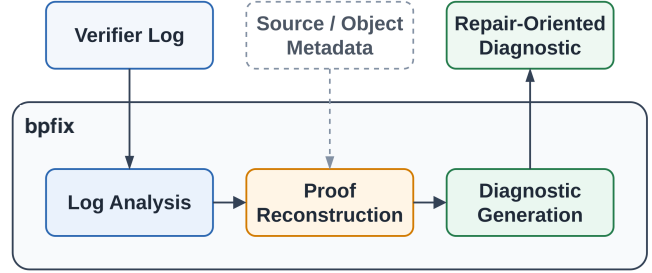 Verifier Log
Source / Object
Metadata
Repair-Oriented
Diagnostic
bpfix
Log Analysis
Proof
Reconstruction
Diagnostic
Generation